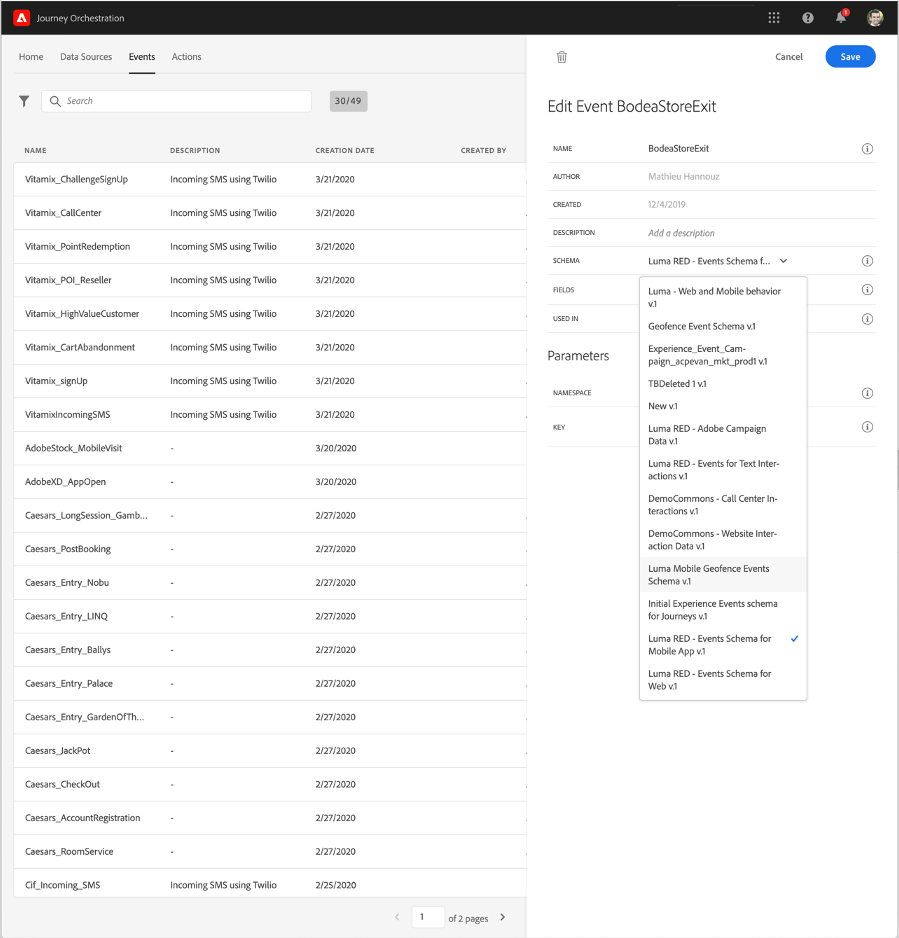 Journey Orchestration
1
Home Data Sources Events Actions
Cancel Save
Search
30/49
Edit Event BodeaStoreExit
NAME DESCRIPTION CREATION DATE CREATED BY
Vitamix_ChallengeSignUp Incoming SMS using Twilio 3/21/2020
Vitamix_CallCenter Incoming SMS using Twilio 3/21/2020
Vitamix_PointRedemption Incoming SMS using Twilio 3/21/2020
Vitamix_POI_Reseller Incoming SMS using Twilio 3/21/2020
Vitamix_HighValueCustomer Incoming SMS using Twilio 3/21/2020
Vitamix_CartAbandonment Incoming SMS using Twilio 3/21/2020
Vitamix_signUp Incoming SMS using Twilio 3/21/2020
VitamixIncomingSMS Incoming SMS using Twilio 3/21/2020
AdobeStock_MobileVisit - 3/20/2020
AdobeXD_AppOpen - 3/20/2020
Caesars_LongSession_Gamb... - 2/27/2020
Caesars_PostBooking - 2/27/2020
Caesars_Entry_Nobu - 2/27/2020
Caesars_Entry_LINQ - 2/27/2020
Caesars_Entry_Ballys - 2/27/2020
Caesars_Entry_Palace - 2/27/2020
Caesars_Entry_GardenOfTh... - 2/27/2020
Caesars_JackPot - 2/27/2020
Caesars_CheckOut - 2/27/2020
Caesars_AccountRegistration - 2/27/2020
Caesars_RoomService - 2/27/2020
Cif_Incoming_SMS Incoming SMS using Twilio 2/25/2020
1 of 2 pages
NAME BodeaStoreExit
AUTHOR Mathieu Hannouz
CREATED 12/4/2019
DESCRIPTION Add a description
SCHEMA Luma RED - Events Schema f...
FIELDS
USED IN
Parameters
NAMESPACE
KEY
Luma - Web and Mobile behavior
v.1
Geofence Event Schema v.1
Experience_Event_Cam-
paign_acpevan_mkt_prod1 v.1
TBDeleted 1 v.1
New v.1
Luma RED - Adobe Campaign
Data v.1
Luma RED - Events for Text Inter-
actions v.1
DemoCommons - Call Center In-
teractions v.1
DemoCommons - Website Inter-
action Data v.1
Luma Mobile Geofence Events
Schema v.1
Initial Experience Events schema
for Journeys v.1
Luma RED - Events Schema for
Mobile App v.1
Luma RED - Events Schema for
Web v.1